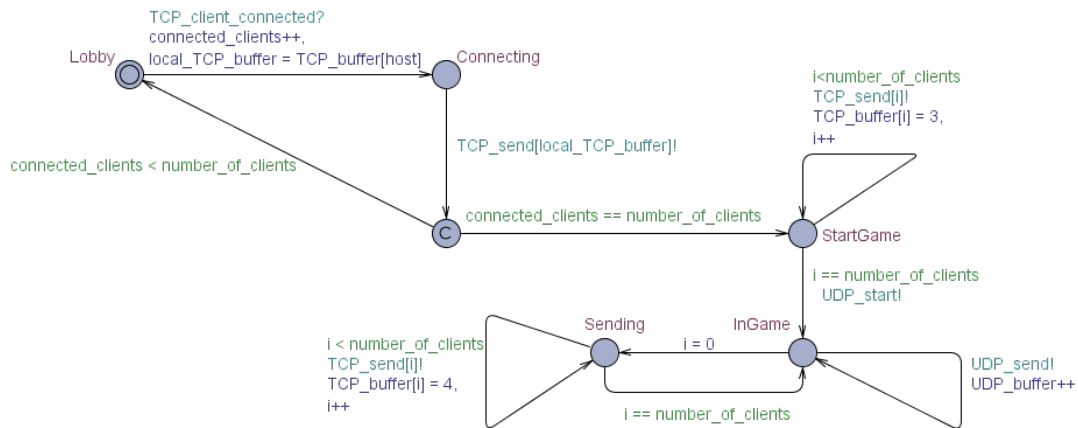 TCP_client_connected?
connected_clients++,
local_TCP_buffer = TCP_buffer[host]
Lobby
Connecting
i<number_of_clients
TCP_send[i]!
TCP_buffer[i] = 3,
i++
TCP_send[local_TCP_buffer]!
connected_clients < number_of_clients
C
connected_clients == number_of_clients
StartGame
i == number_of_clients
UDP_start!
Sending
InGame
i < number_of_clients
TCP_send[i]!
TCP_buffer[i] = 4,
i++
i = 0
UDP_send!
UDP_buffer++
i == number_of_clients